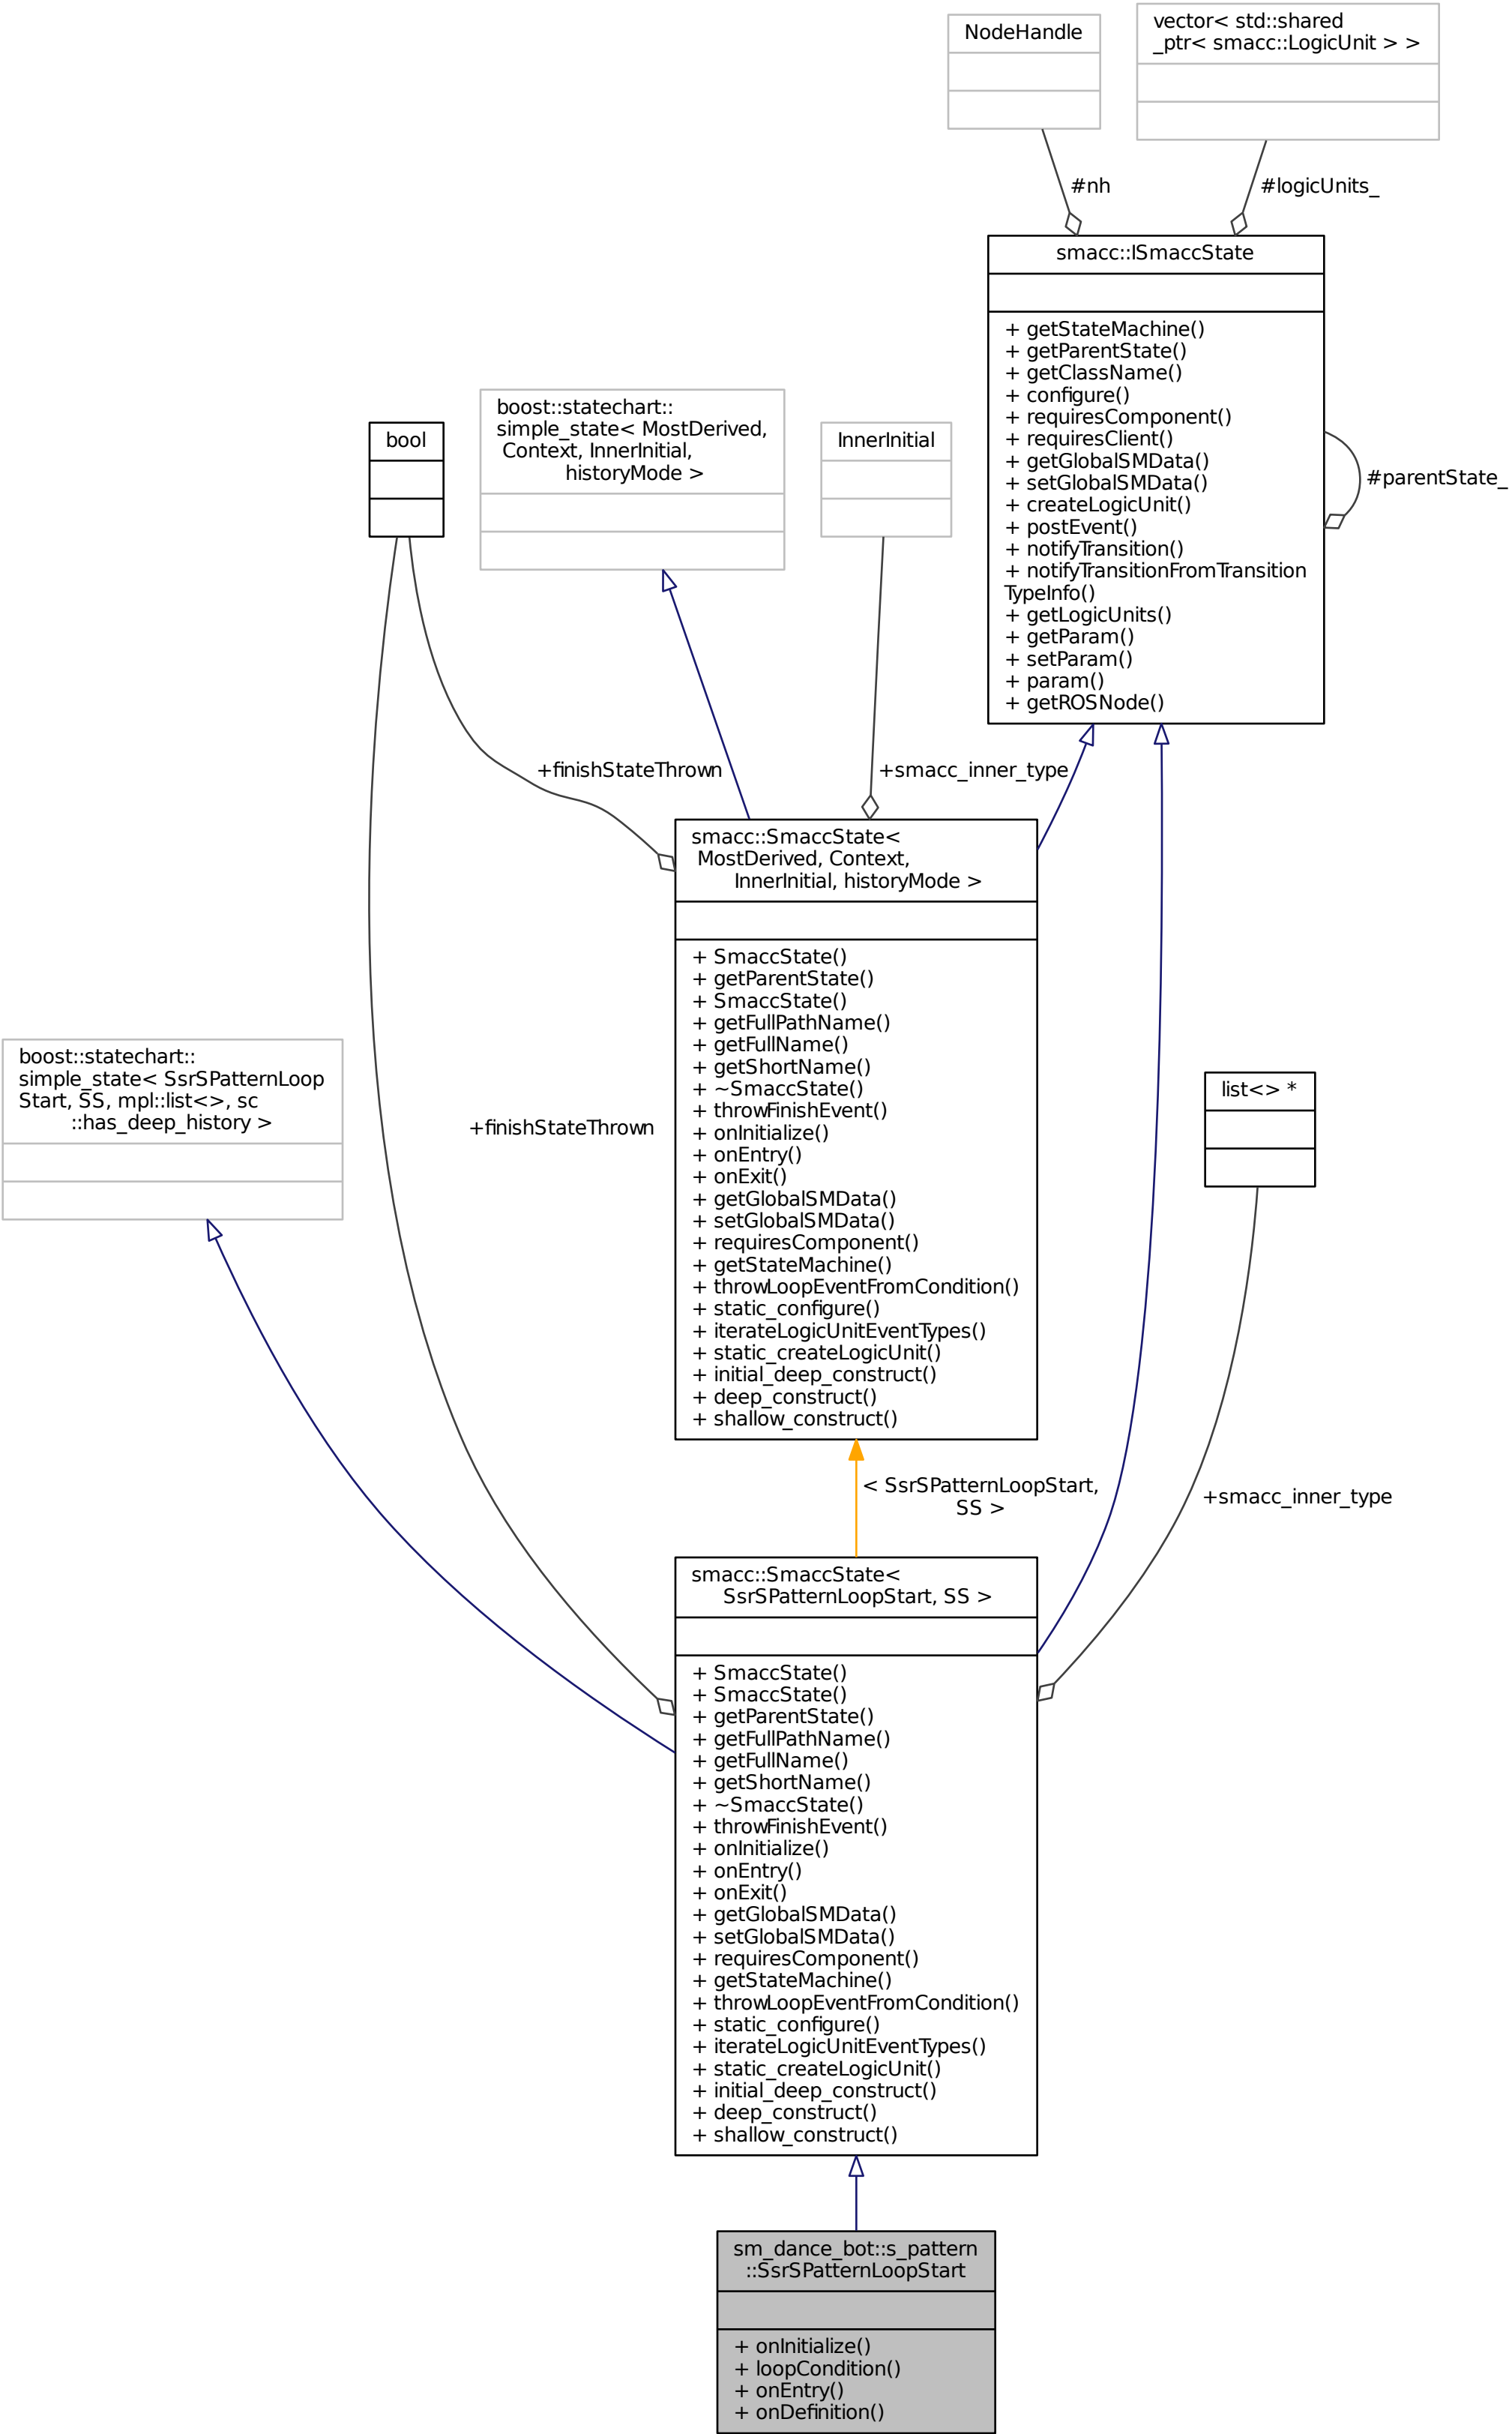 NodeHandle
vector< std::shared
_ptr< smacc::LogicUnit > >
#nh
#logicUnits_
smacc::ISmaccState
+ getStateMachine()
+ getParentState()
+ getClassName()
+ configure()
+ requiresComponent()
+ requiresClient()
+ getGlobalSMData()
+ setGlobalSMData()
+ createLogicUnit()
+ postEvent()
+ notifyTransition()
+ notifyTransitionFromTransition
TypeInfo()
+ getLogicUnits()
+ getParam()
+ setParam()
+ param()
+ getROSNode()
#parentState_
bool
boost::statechart::
simple_state< MostDerived,
Context, InnerInitial,
historyMode >
InnerInitial
+finishStateThrown
+smacc_inner_type
smacc::SmaccState<
MostDerived, Context,
InnerInitial, historyMode >
+ SmaccState()
+ getParentState()
+ SmaccState()
+ getFullPathName()
+ getFullName()
+ getShortName()
+ ~SmaccState()
+ throwFinishEvent()
+ onInitialize()
+ onEntry()
+ onExit()
+ getGlobalSMData()
+ setGlobalSMData()
+ requiresComponent()
+ getStateMachine()
+ throwLoopEventFromCondition()
+ static_configure()
+ iterateLogicUnitEventTypes()
+ static_createLogicUnit()
+ initial_deep_construct()
+ deep_construct()
+ shallow_construct()
boost::statechart::
simple_state< SsrSPatternLoop
Start, SS, mpl::list<>, sc
::has_deep_history >
+finishStateThrown
list<> *
< SsrSPatternLoopStart,
SS >
+smacc_inner_type
smacc::SmaccState<
SsrSPatternLoopStart, SS >
+ SmaccState()
+ SmaccState()
+ getParentState()
+ getFullPathName()
+ getFullName()
+ getShortName()
+ ~SmaccState()
+ throwFinishEvent()
+ onInitialize()
+ onEntry()
+ onExit()
+ getGlobalSMData()
+ setGlobalSMData()
+ requiresComponent()
+ getStateMachine()
+ throwLoopEventFromCondition()
+ static_configure()
+ iterateLogicUnitEventTypes()
+ static_createLogicUnit()
+ initial_deep_construct()
+ deep_construct()
+ shallow_construct()
sm_dance_bot::s_pattern
::SsrSPatternLoopStart
+ onInitialize()
+ loopCondition()
+ onEntry()
+ onDefinition()